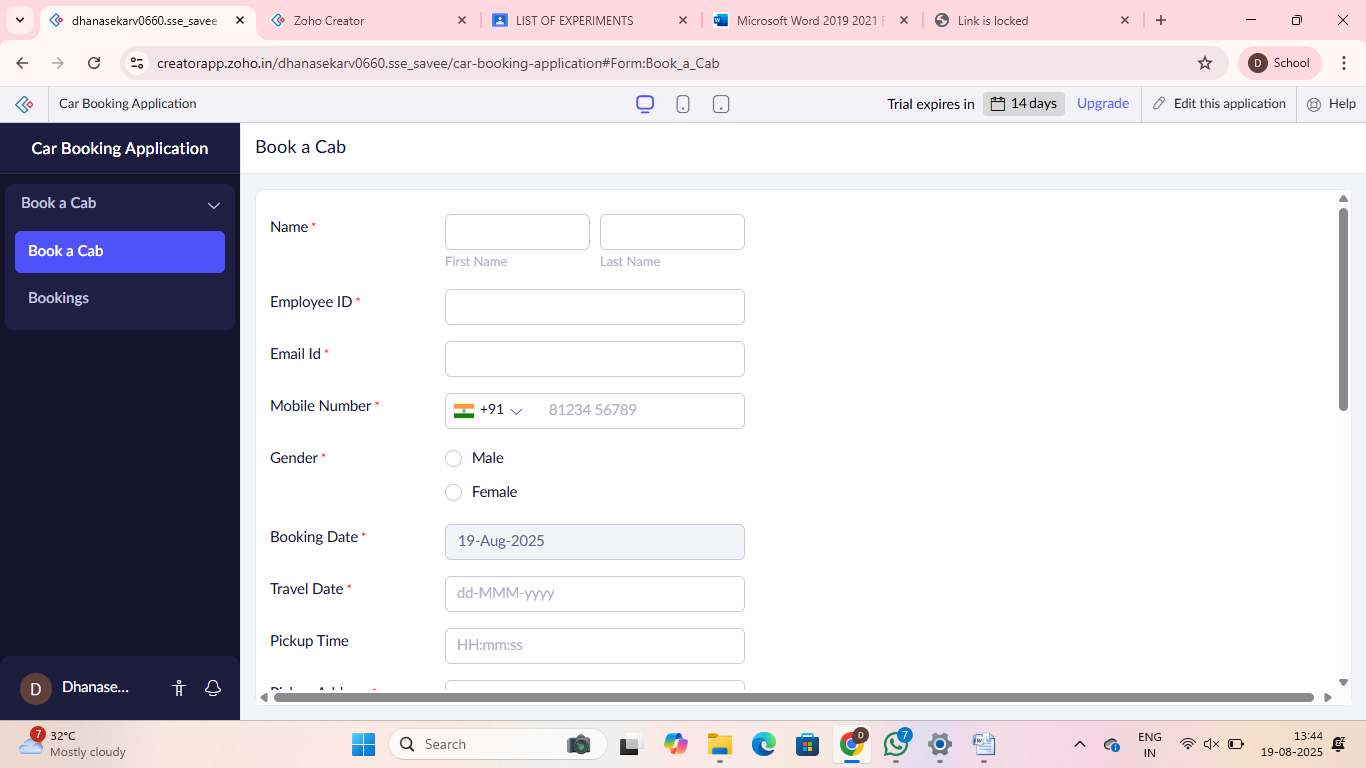 dhanasekarv0660.sse_savee
Zoho Creator
LIST OF EXPERIMENTS
Microsoft Word 2019 2021 F
Link is locked
creatorapp.zoho.in/dhanasekarv0660.sse_savee/car-booking-application#Form:Book_a_Cab
D School
Car Booking Application
Trial expires in 14 days Upgrade
Edit this application
Help
Car Booking Application
Book a Cab
Book a Cab
Book a Cab
Bookings
Name *
First Name Last Name
Employee ID *
Email Id *
Mobile Number * +91 81234 56789
Gender * Male
Female
Booking Date * 19-Aug-2025
Travel Date * dd-MMM-yyyy
Pickup Time HH:mm:ss
D Dhanase...
7
32°C
Mostly cloudy
Search
D
7
ENG
IN
13:44
19-08-2025